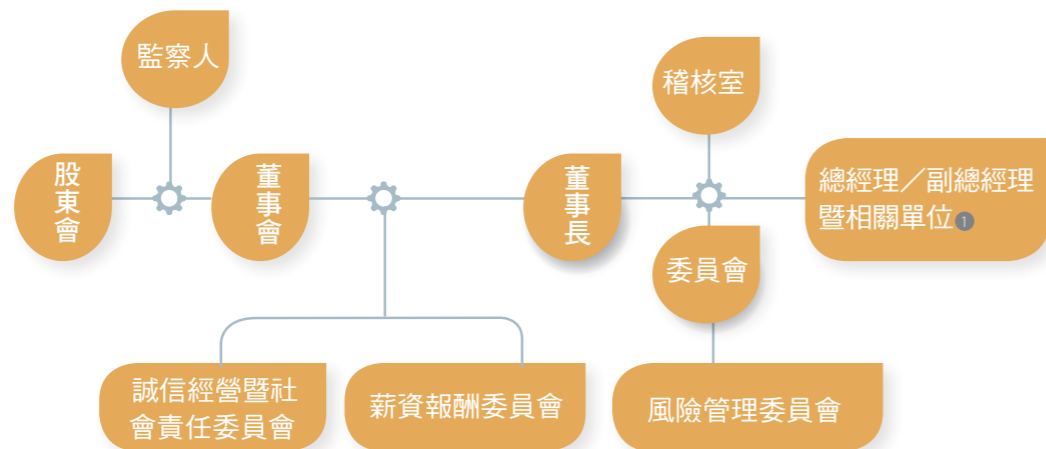 監察人
稽核室
股東會
董事會
董事長
總經理／副總經理
暨相關單位1
委員會
誠信經營暨社
會責任委員會
薪資報酬委員會
風險管理委員會